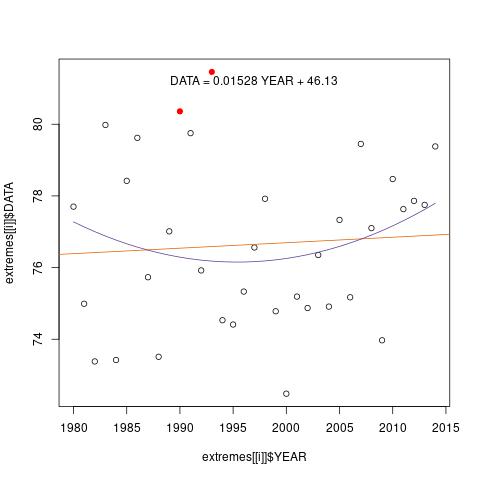 DATA = 0.01528 YEAR + 46.13
extremes[[i]]$DATA
80
78
76
74
1980 1985 1990 1995 2000 2005 2010 2015
extremes[[i]]$YEAR